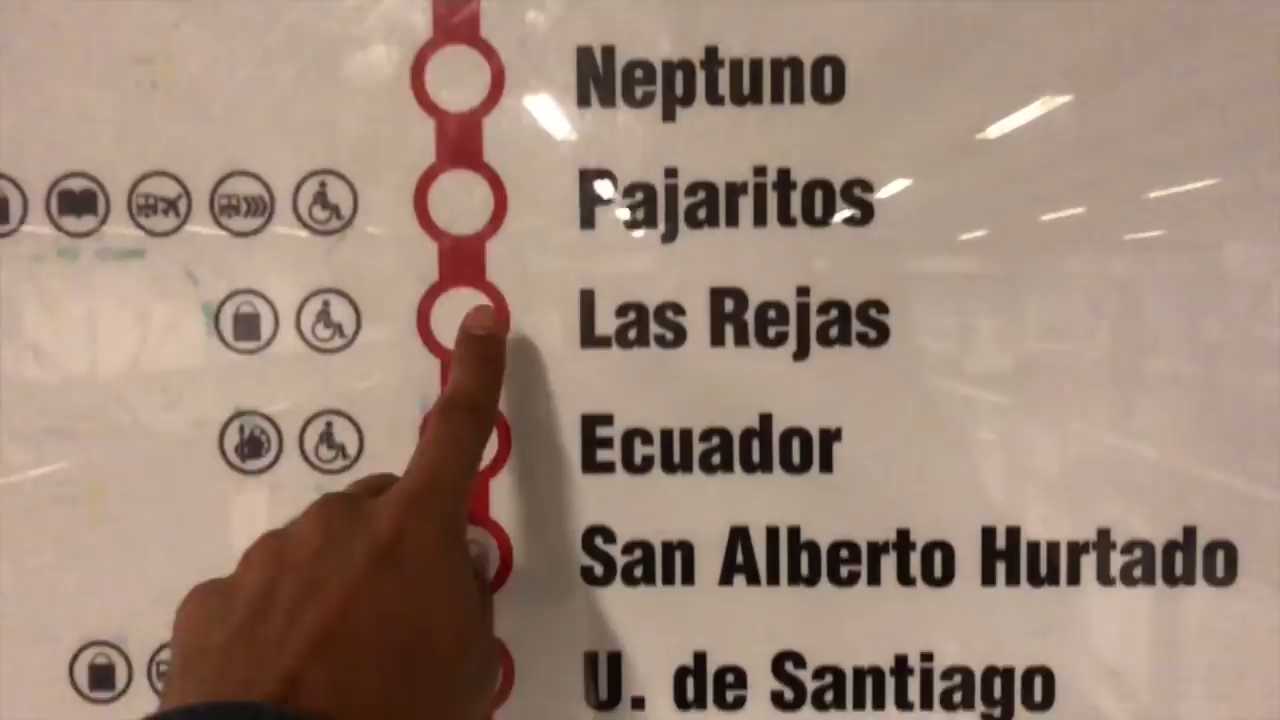 Neptuno
Pajaritos
Las Rejas
Ecuador
San Alberto Hurtado
U. de Santiago